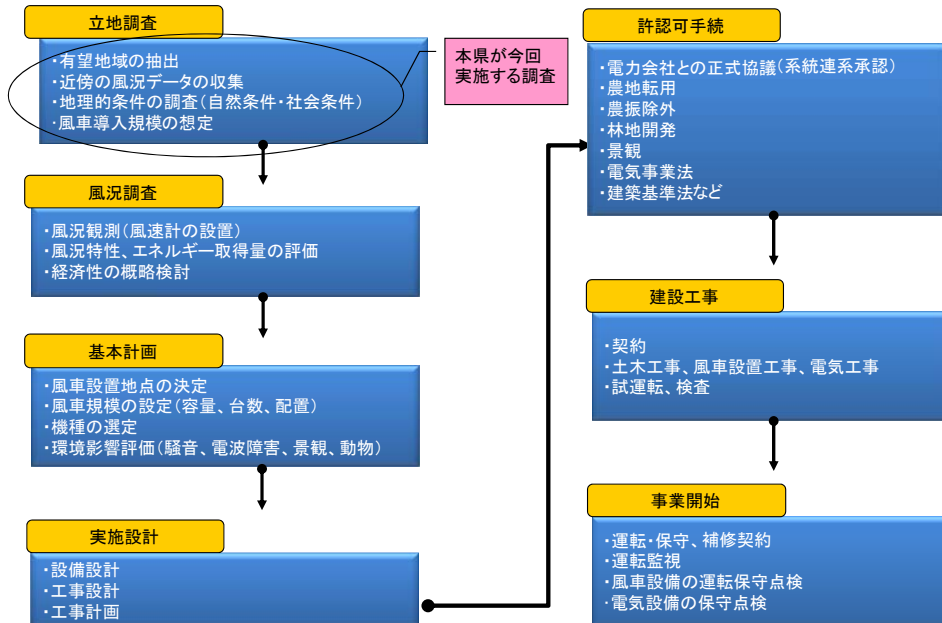 立地調査
・有望地域の抽出
・近傍の風況データの収集
・地理的条件の調査(自然条件・社会条件)
・風車導入規模の想定
本県が今回
実施する調査
風況調査
・風況観測(風速計の設置)
・風況特性、エネルギー取得量の評価
・経済性の概略検討
基本計画
・風車設置地点の決定
・風車規模の設定(容量、台数、配置)
・機種の選定
・環境影響評価(騒音、電波障害、景観、動物)
実施設計
・設備設計
・工事設計
・工事計画
許認可手続
・電力会社との正式協議(系統連系承認)
・農地転用
・農振除外
・林地開発
・景観
・電気事業法
・建築基準法など
建設工事
・契約
・土木工事、風車設置工事、電気工事
・試運転、検査
事業開始
・運転・保守、補修契約
・運転監視
・風車設備の運転保守点検
・電気設備の保守点検